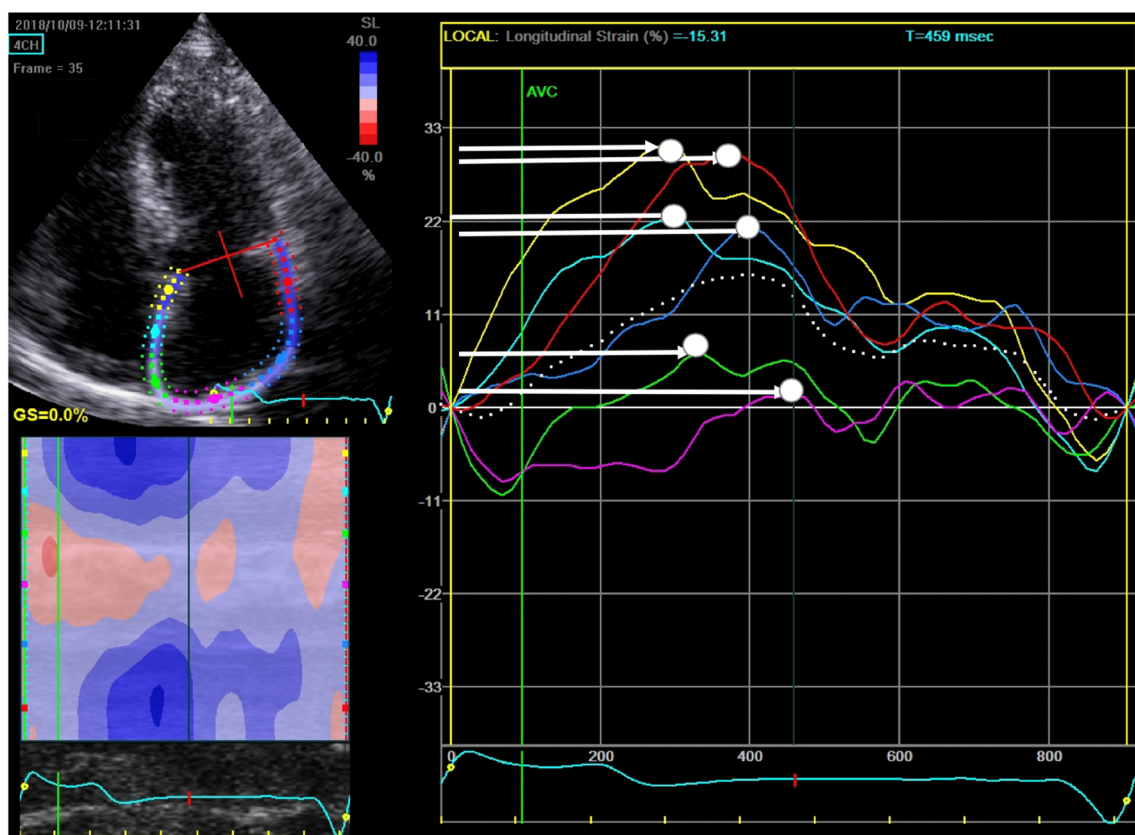 2018/10/09-12:11:31
SL
4CH
40.0
Frame = 35
-40.0
%
GS=0.0%
LOCAL: Longitudinal Strain (%) =-15.31 T=459 msec
AVC
33
22
11
0
-11
-22
-33
0 200 400 600 800